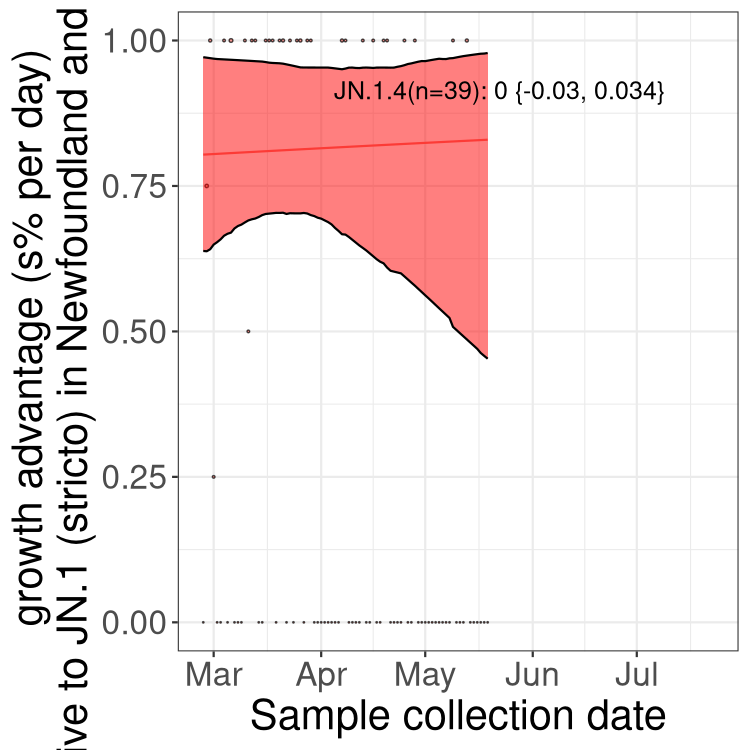 growth advantage (s% per day)
ive to JN.1 (stricto) in Newfoundland and
1.00
0.75
0.50
0.25
0.00
JN.1.4(n=39): 0 {-0.03, 0.034}
Mar Apr May Jun Jul
Sample collection date